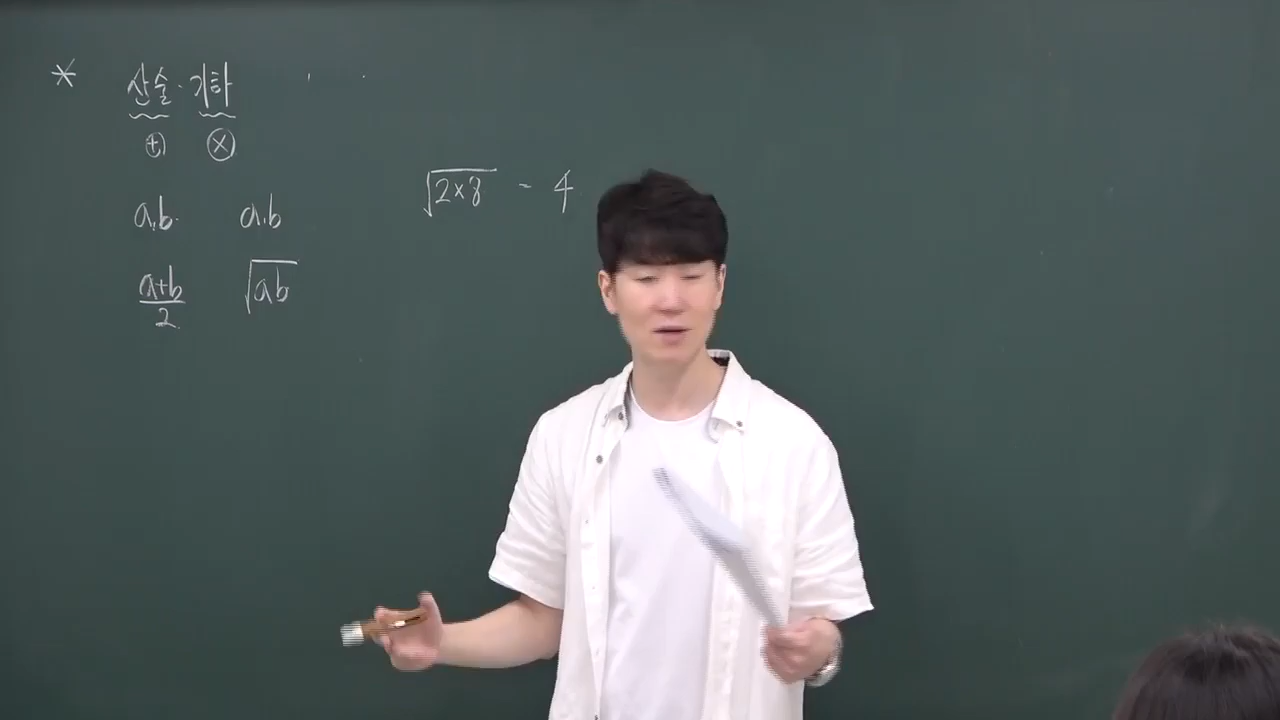 * 산술·기하
⊕ ⊗
a,b a,b
a+b/2 √ab
√2×8 = 4